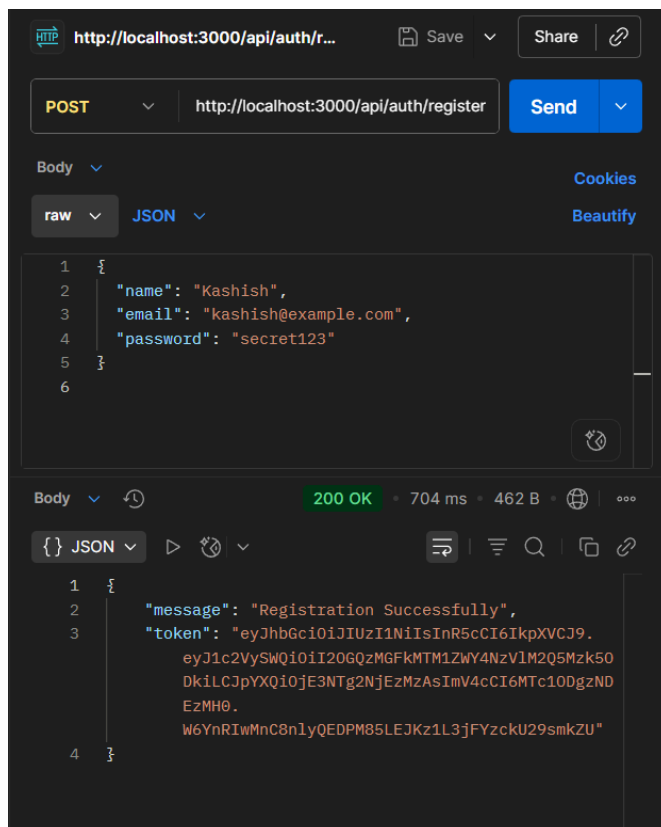 HTTP http://localhost:3000/api/auth/r... Save Share
POST http://localhost:3000/api/auth/register Send
Body
Cookies
raw JSON Beautify
1 {
2 "name": "Kashish",
3 "email": "kashish@example.com",
4 "password": "secret123"
5 }
6
Body 200 OK • 704 ms • 462 B
{} JSON
1 {
2 "message": "Registration Successfully",
3 "token": "eyJhbGciOiJIUzI1NiIsInR5cCI6IkpXVCJ9.
eyJ1c2VySWQiOiI2OGQzMGFkMTM1ZWY4NzVlM2Q5Mzk5O
DkiLCJpYXQiOjE3NTg2NjEzMzAsImV4cCI6MTc1ODgzND
EzMH0.
W6YnRIwMnC8nlyQEDPM85LEJKz1L3jFYzckU29smkZU"
4 }